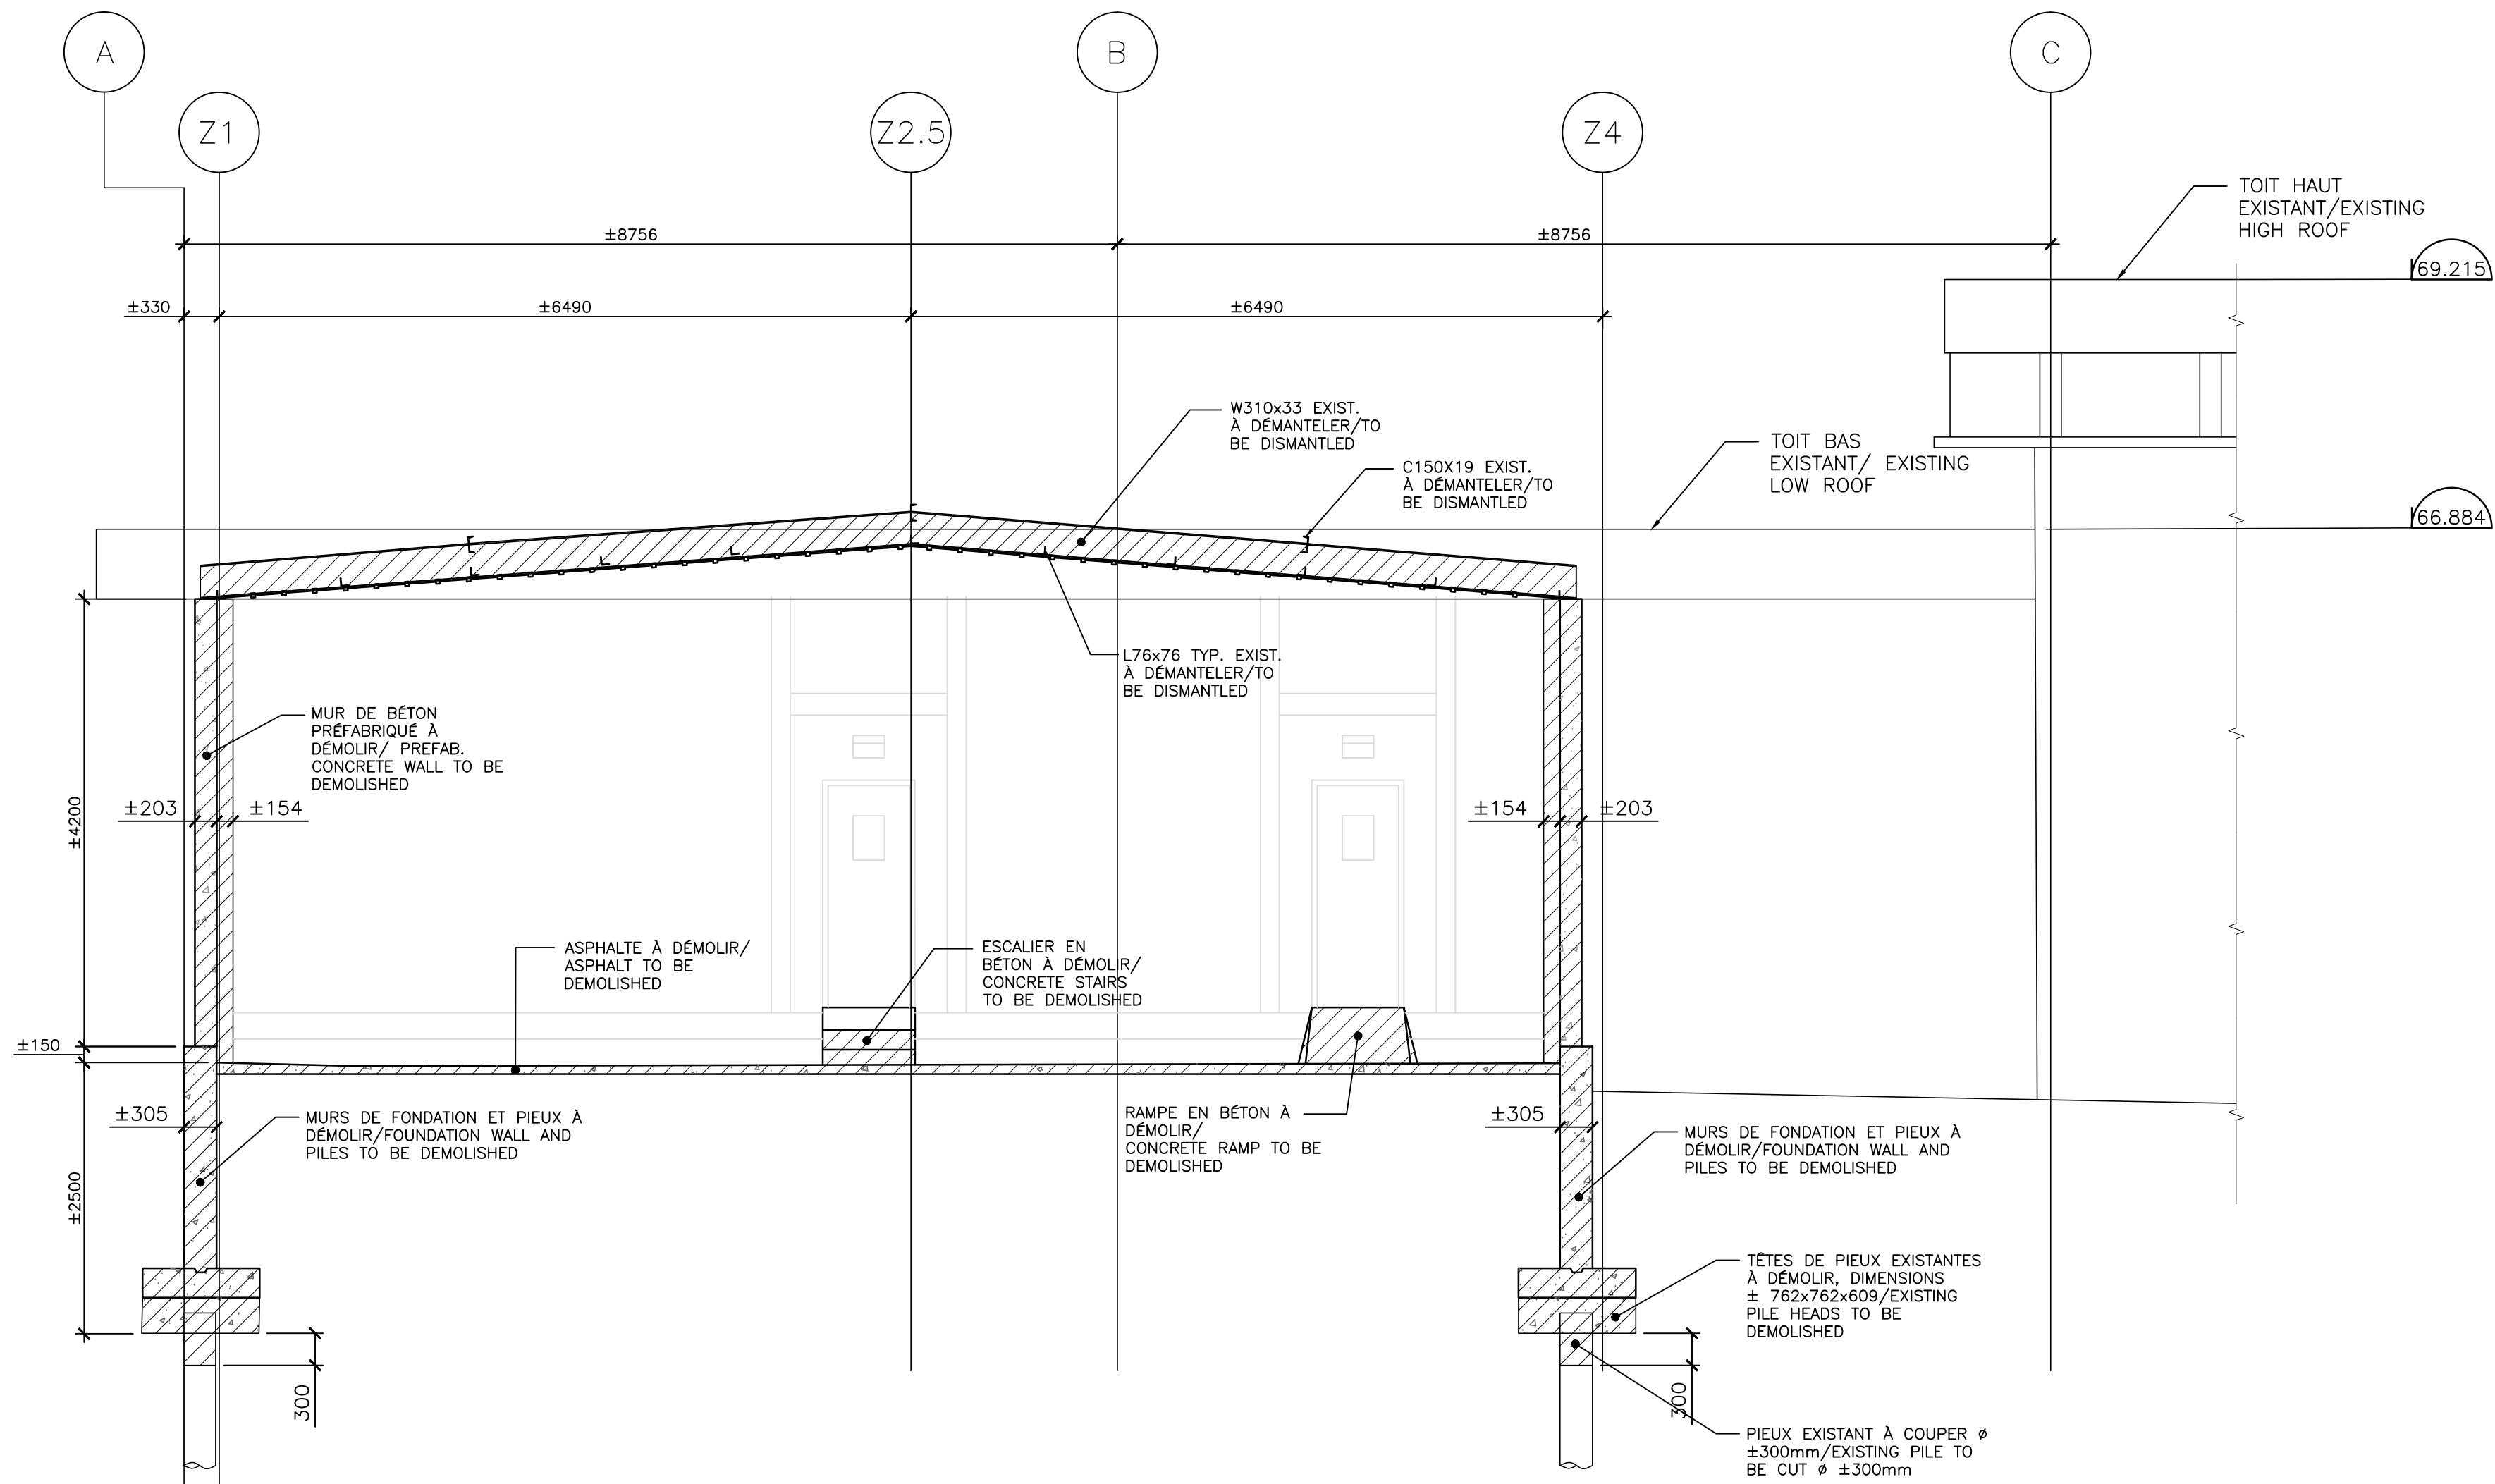 A
B
C
Z1
Z2.5
Z4
±8756
±8756
±330
±6490
±6490
TOIT HAUT
EXISTANT/EXISTING
HIGH ROOF
69.215
W310x33 EXIST.
À DÉMANTELER/TO
BE DISMANTLED
C150X19 EXIST.
À DÉMANTELER/TO
BE DISMANTLED
TOIT BAS
EXISTANT/ EXISTING
LOW ROOF
66.884
L76x76 TYP. EXIST.
À DÉMANTELER/TO
BE DISMANTLED
MUR DE BÉTON
PRÉFABRIQUÉ À
DÉMOLIR/ PREFAB.
CONCRETE WALL TO BE
DEMOLISHED
±4200
±203
±154
±154
±203
ASPHALTE À DÉMOLIR/
ASPHALT TO BE
DEMOLISHED
ESCALIER EN
BÉTON À DÉMOLIR/
CONCRETE STAIRS
TO BE DEMOLISHED
±150
±305
MURS DE FONDATION ET PIEUX À
DÉMOLIR/FOUNDATION WALL AND
PILES TO BE DEMOLISHED
RAMPE EN BÉTON À
DÉMOLIR/
CONCRETE RAMP TO BE
DEMOLISHED
±305
MURS DE FONDATION ET PIEUX À
DÉMOLIR/FOUNDATION WALL AND
PILES TO BE DEMOLISHED
±2500
TÊTES DE PIEUX EXISTANTES
À DÉMOLIR, DIMENSIONS
± 762x762x609/EXISTING
PILE HEADS TO BE
DEMOLISHED
300
300
PIEUX EXISTANT À COUPER ø
±300mm/EXISTING PILE TO
BE CUT ø ±300mm